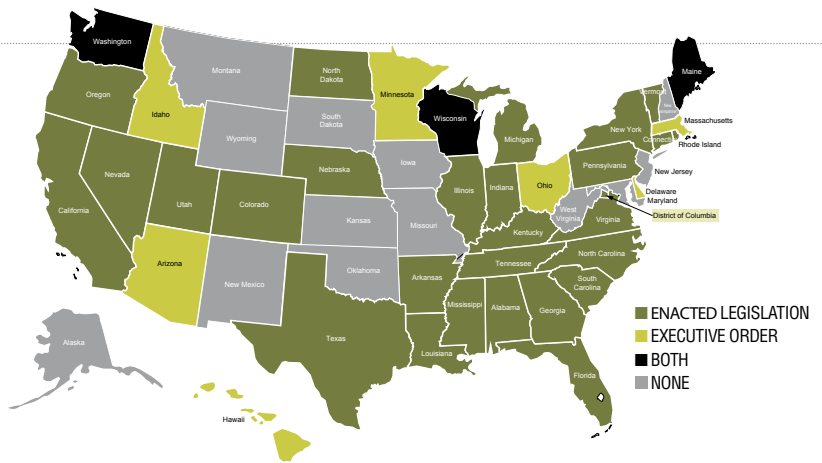 Washington
Maine
Montana
North
Dakota
Minnesota
Vermont
Oregon
Idaho
Wisconsin
South
Dakota
Massachusetts
Wyoming
Michigan
New York
Connecti
Rhode Island
Iowa
Pennsylvania
New Jersey
Nebraska
Nevada
Illinois
Indiana
Ohio
Delaware
Maryland
Utah
Colorado
West
Virginia
California
Kansas
Missouri
Virginia
District of Columbia
Kentucky
North Carolina
Arizona
Tennessee
Oklahoma
Arkansas
South
Carolina
New Mexico
Mississippi
Alabama
Georgia
ENACTED LEGISLATION
EXECUTIVE ORDER
BOTH
NONE
Alaska
Texas
Louisiana
Florida
Hawaii